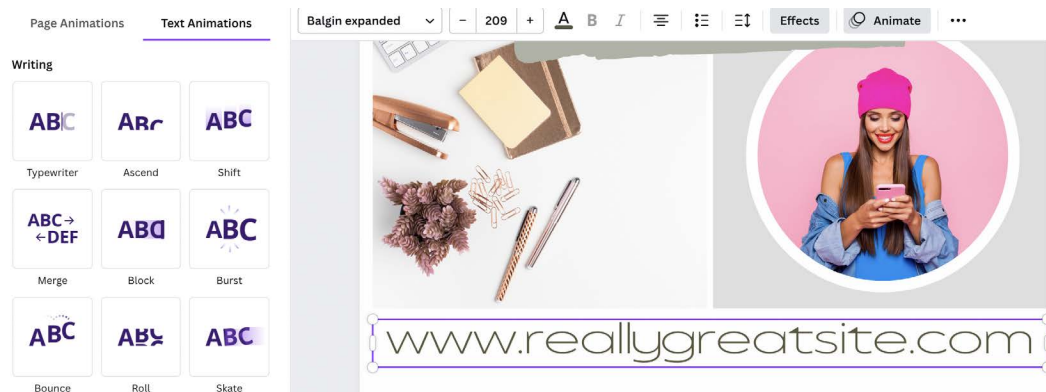 Page Animations Text Animations
Balgin expanded - 209 + A B I Effects Animate
Writing
ABC ABC ABC
Typewriter Ascend Shift
ABC→
←DEF ABC ABC
Merge Block Burst
ABC ABC ABC
Bounce Roll Skate
www.reallygreatsite.com